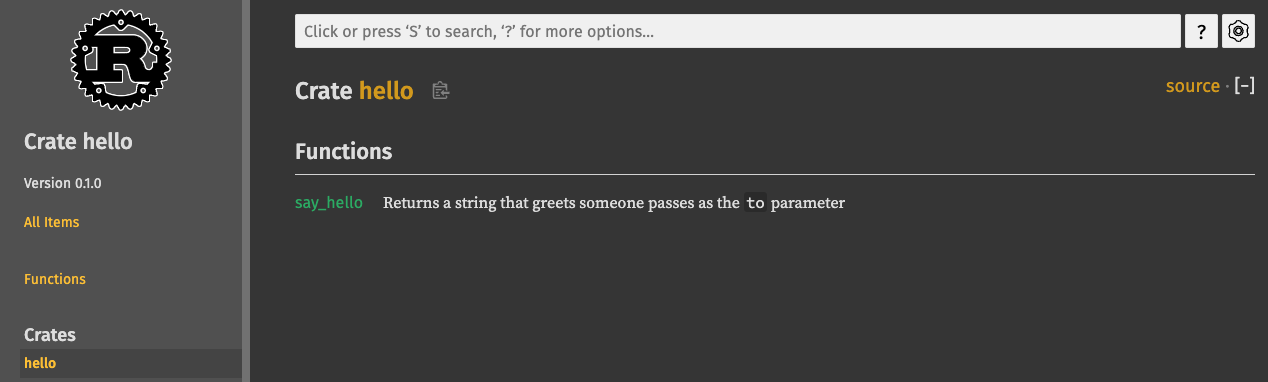 R
Click or press ‘S’ to search, ‘?’ for more options…
?
Crate hello
source · [-]
Crate hello
Version 0.1.0
All Items
Functions
Crates
hello
Functions
say_hello Returns a string that greets someone passes as the to parameter